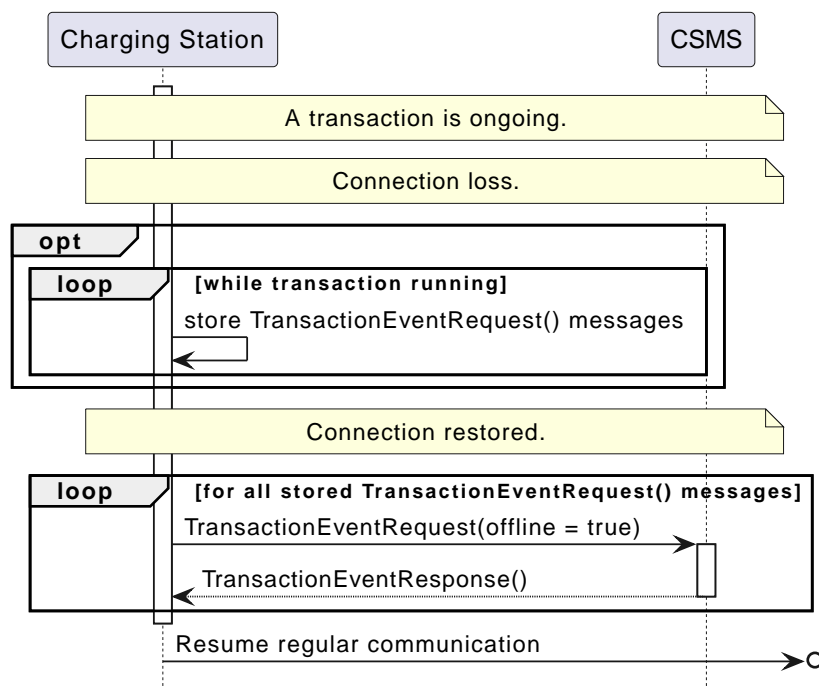 Charging Station
CSMS
A transaction is ongoing.
Connection loss.
opt
loop
[while transaction running]
store TransactionEventRequest() messages
Connection restored.
loop
[for all stored TransactionEventRequest() messages]
TransactionEventRequest(offline = true)
TransactionEventResponse()
Resume regular communication